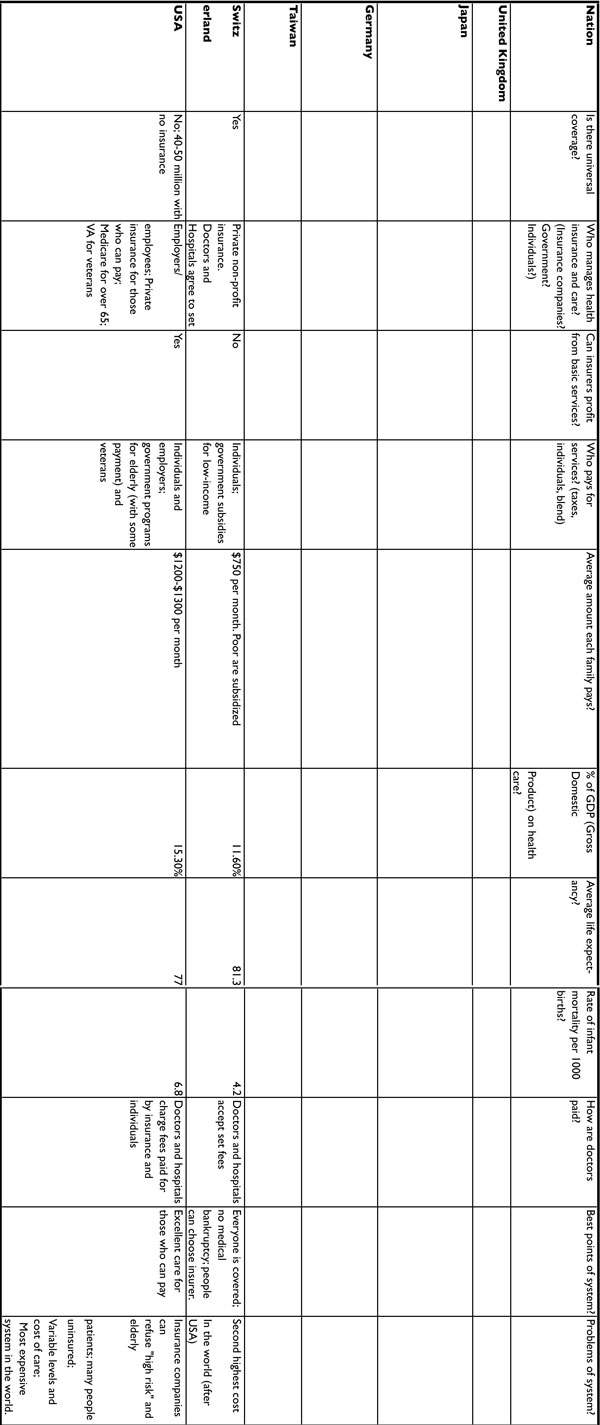 Nation
Is there universal
coverage?
Who manages health
insurance and care?
(Insurance companies?
Government?
Individuals?)
Can insurers profit
from basic services?
Who pays for
services? (taxes,
individuals, blend)
Average amount each family pays?
% of GDP (Gross
Domestic
Product) on health
care?
Average life expect-
ancy?
Rate of infant
mortality per 1000
births?
How are doctors
paid?
Best points of system?
Problems of system?
United Kingdom
Japan
Germany
Taiwan
Switz
erland
Yes
Private non-profit
insurance.
Doctors and
Hospitals agree to set
No
Individuals;
government subsidies
for low-income
$750 per month. Poor are subsidized
11.60%
81.3
4.2
Doctors and hospitals
accept set fees
Everyone is covered;
no medical
bankruptcy; people
can choose insurer.
Second highest cost
In the world (after
USA)
USA
No; 40-50 million with
no insurance
Employers/
employees; Private
insurance for those
who can pay;
Medicare for over 65;
VA for veterans
Yes
Individuals and
employers;
government programs
for elderly (with some
payment) and
veterans
$1200-$1300 per month
15.30%
77
6.8
Doctors and hospitals
charge fees paid for
by insurance and
individuals
Excellent care for
those who can pay
Insurance companies
can
refuse "high risk" and
elderly
patients; many people
uninsured;
Variable levels and
cost of care;
Most expensive
system in the world.